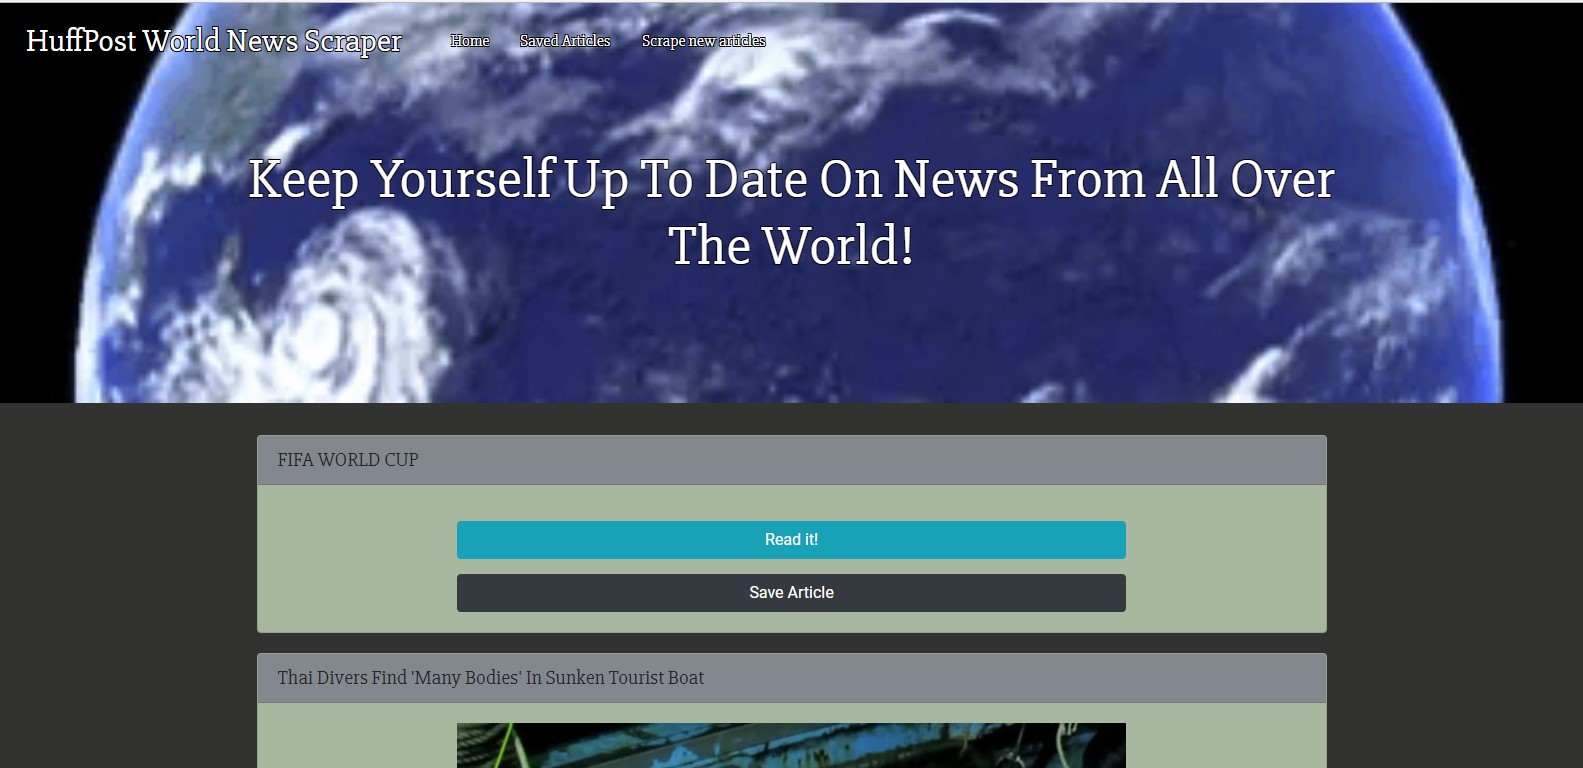 HuffPost World News Scraper
Home Saved Articles Scrape new articles
Keep Yourself Up To Date On News From All Over
The World!
FIFA WORLD CUP
Read it!
Save Article
Thai Divers Find 'Many Bodies' In Sunken Tourist Boat